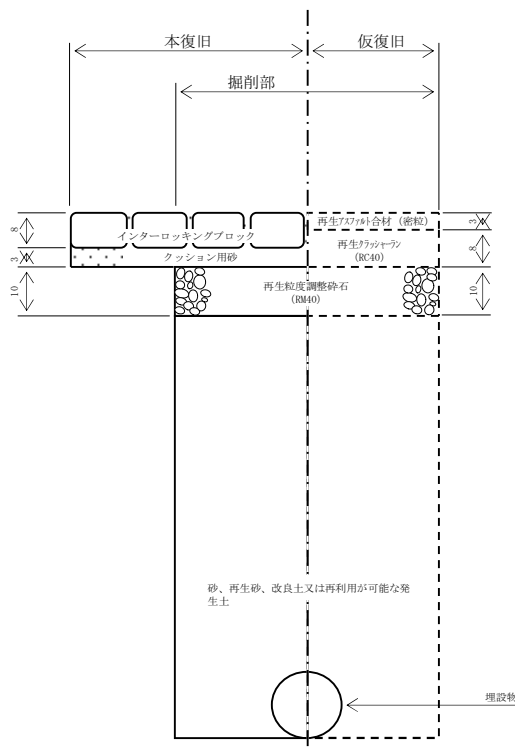 本復旧
仮復旧
掘削部
再生アスファルト合材（密粒）
3
8
インターロッキングブロック
再生クラッシャーラン
(RC40)
8
3
クッション用砂
10
再生粒度調整砕石
(RM40)
10
砂、再生砂、改良土又は再利用が可能な発
生土
埋設物